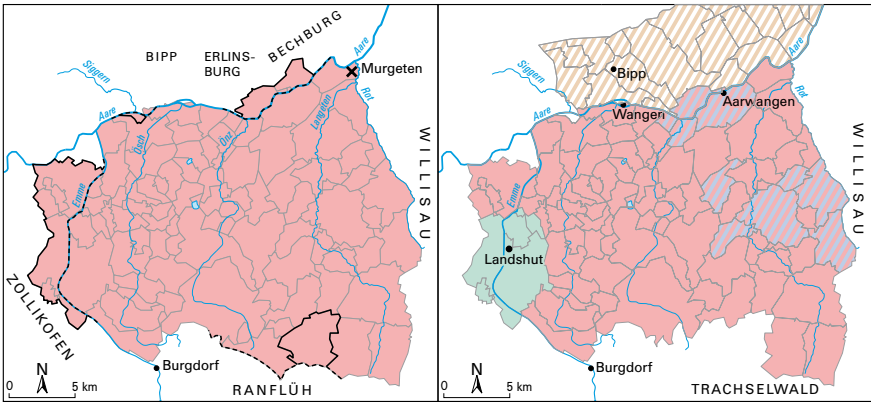 BIPP
ERLINS-
BURG
BECHBURG
Aare
Siggern
Murgeten
Aare
Ösch
Önz
Langeten
Rot
WILLISAU
Emme
ZOLLIKOFEN
Burgdorf
RANFLÜH
N
0 5 km
Siggern
Bipp
Aare
Aare
Wangen
Aarwangen
Rot
WILLISAU
Emme
Landshut
Burgdorf
TRACHSELWALD
N
0 5 km